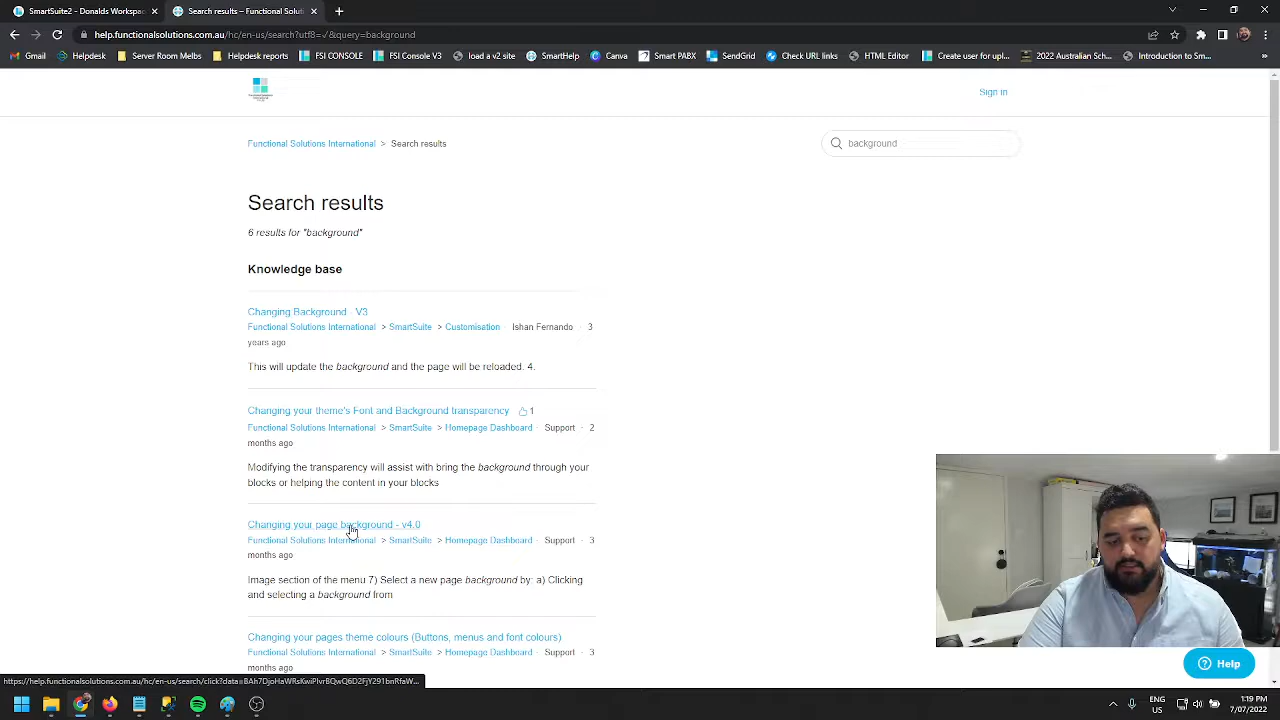 SmartSuite2 - Donalds Workspac
Search results – Functional Soluti
help.functionalsolutions.com.au/hc/en-us/search?utf8=✓&query=background
Gmail
Helpdesk
Server Room Melbs
Helpdesk reports
FSI CONSOLE
FSI Console V3
load a v2 site
SmartHelp
Canva
Smart PARX
SendGrid
Check URL links
HTML Editor
Create user for upl...
2022 Australian Sch...
Introduction to Sm...
Sign in
Functional Solutions International > Search results
background
Search results
6 results for "background"
Knowledge base
Changing Background - V3
Functional Solutions International > SmartSuite > Customisation · Ishan Fernando · 3
years ago
This will update the background and the page will be reloaded. 4.
Changing your theme's Font and Background transparency 1
Functional Solutions International > SmartSuite > Homepage Dashboard · Support · 2
months ago
Modifying the transparency will assist with bring the background through your
blocks or helping the content in your blocks
Changing your page background - v4.0
Functional Solutions International > SmartSuite > Homepage Dashboard · Support · 3
months ago
Image section of the menu 7) Select a new page background by: a) Clicking
and selecting a background from
Changing your pages theme colours (Buttons, menus and font colours)
Functional Solutions International > SmartSuite > Homepage Dashboard · Support · 3
months ago
Help
ENG
US
1:19 PM
7/07/2022